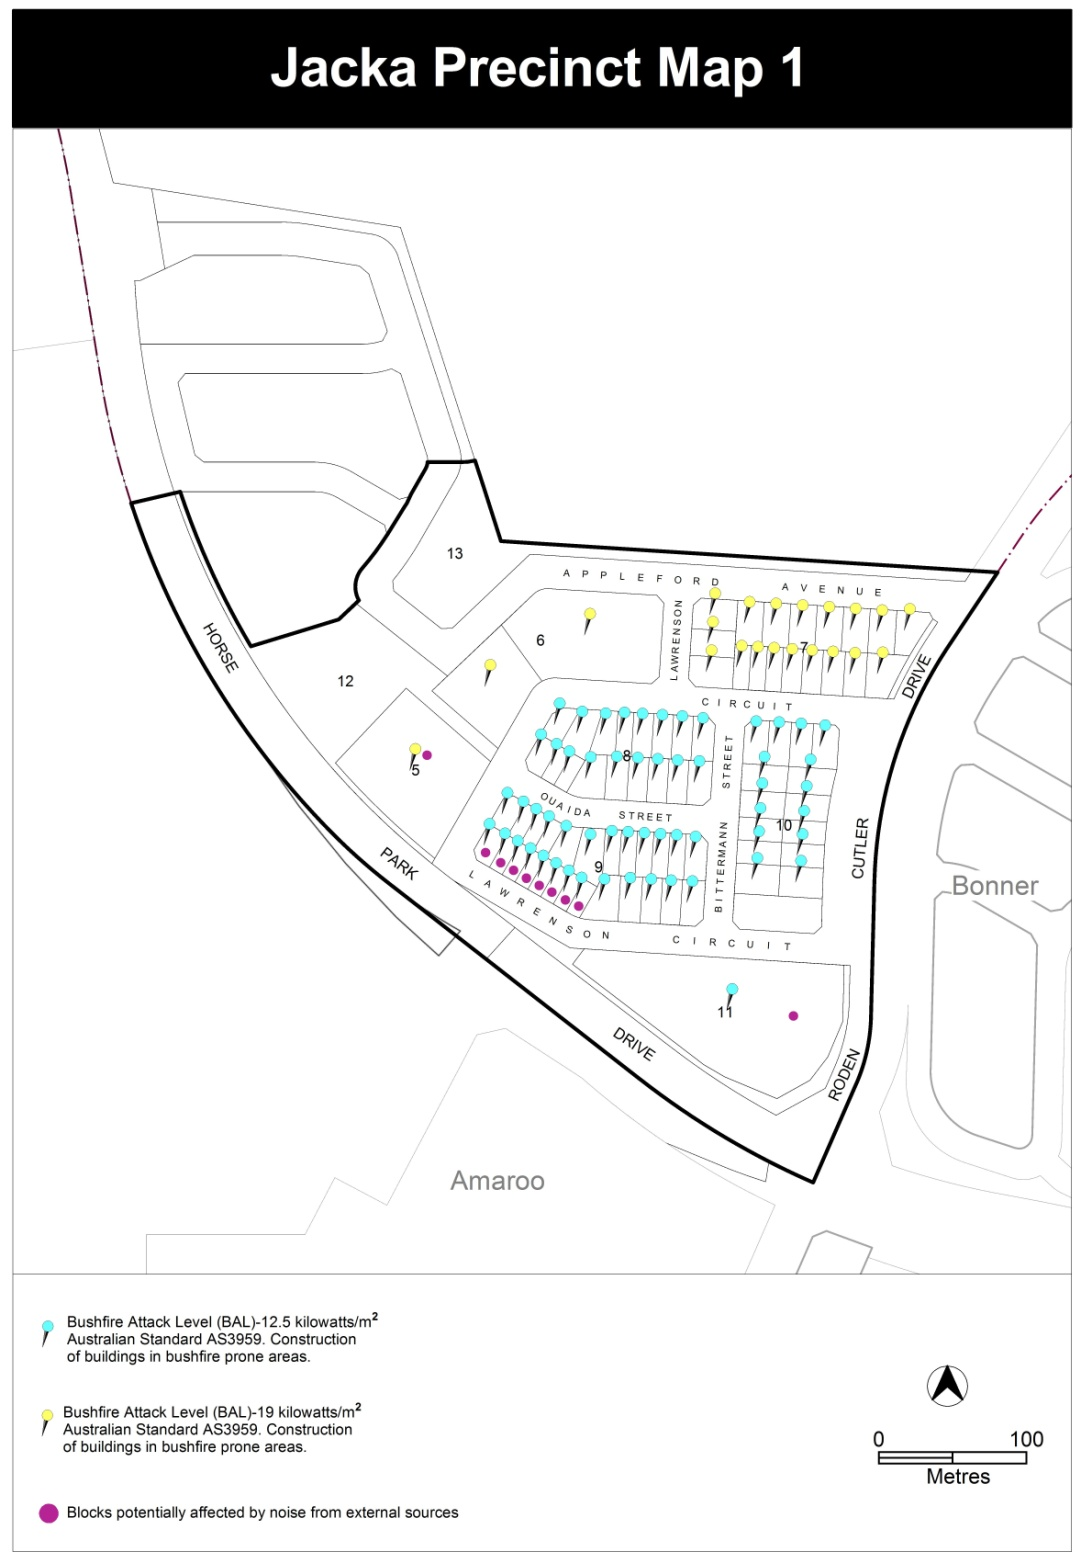 Jacka Precinct Map 1
13
APPLEFORD AVENUE
LAWRENSON
6
7
HORSE
12
DRIVE
CIRCUIT
5
8
STREET
OUAIDA STREET
10
CUTLER
PARK
9
BITTERMANN
Bonner
LAWRENSON CIRCUIT
11
DRIVE
RODEN
Amaroo
Bushfire Attack Level (BAL)-12.5 kilowatts/m²
Australian Standard AS3959. Construction
of buildings in bushfire prone areas.
Bushfire Attack Level (BAL)-19 kilowatts/m²
Australian Standard AS3959. Construction
of buildings in bushfire prone areas.
0 100
Metres
Blocks potentially affected by noise from external sources